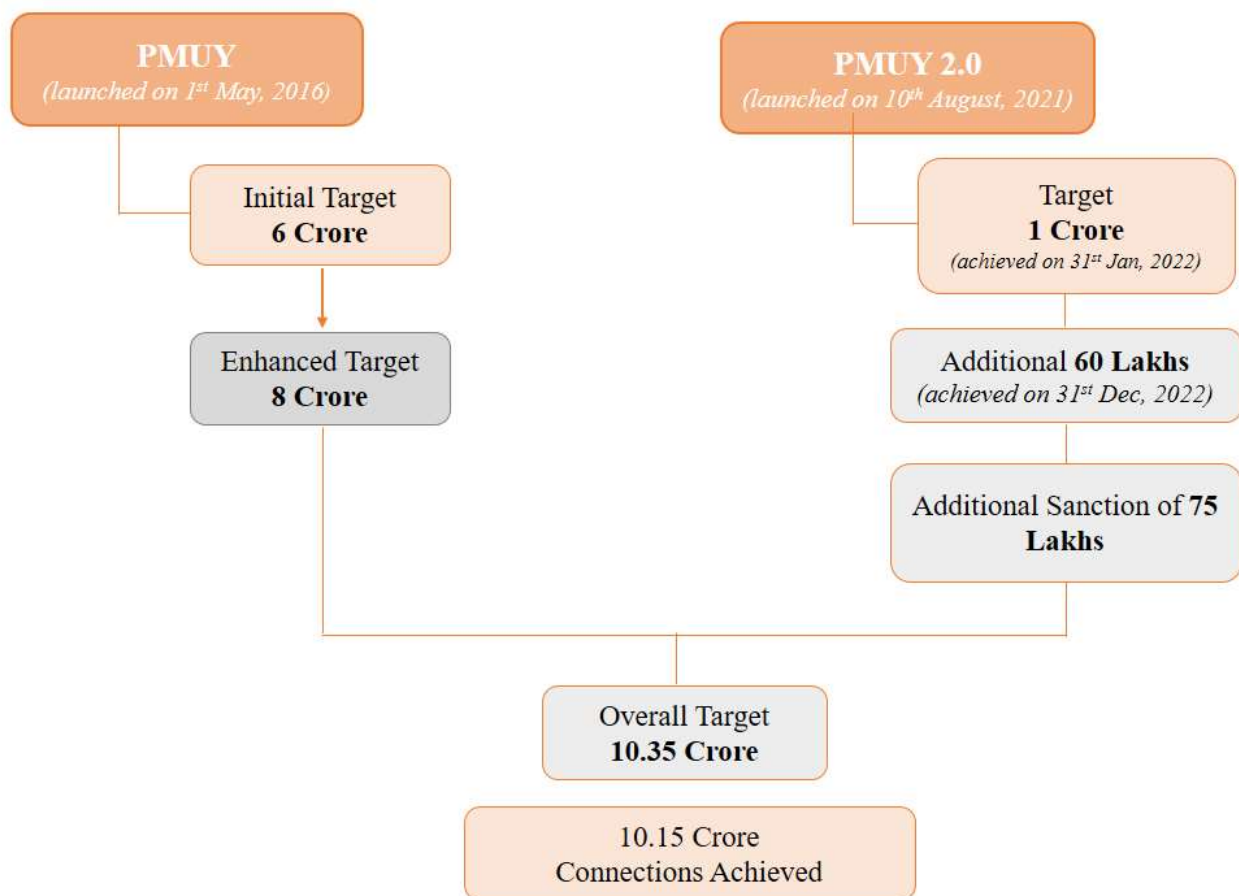 PMUY
(launched on 1st May, 2016)
Initial Target
6 Crore
Enhanced Target
8 Crore
PMUY 2.0
(launched on 10th August, 2021)
Target
1 Crore
(achieved on 31st Jan, 2022)
Additional 60 Lakhs
(achieved on 31st Dec, 2022)
Additional Sanction of 75
Lakhs
Overall Target
10.35 Crore
10.15 Crore
Connections Achieved